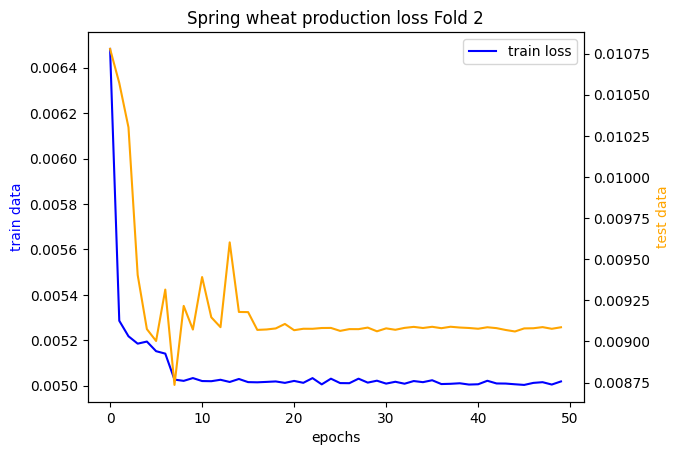 Spring wheat production loss Fold 2
train loss
0.0064
0.0062
0.0060
0.0058
0.0056
0.0054
0.0052
0.0050
train data
0.01075
0.01050
0.01025
0.01000
0.00975
0.00950
0.00925
0.00900
0.00875
test data
0 10 20 30 40 50
epochs